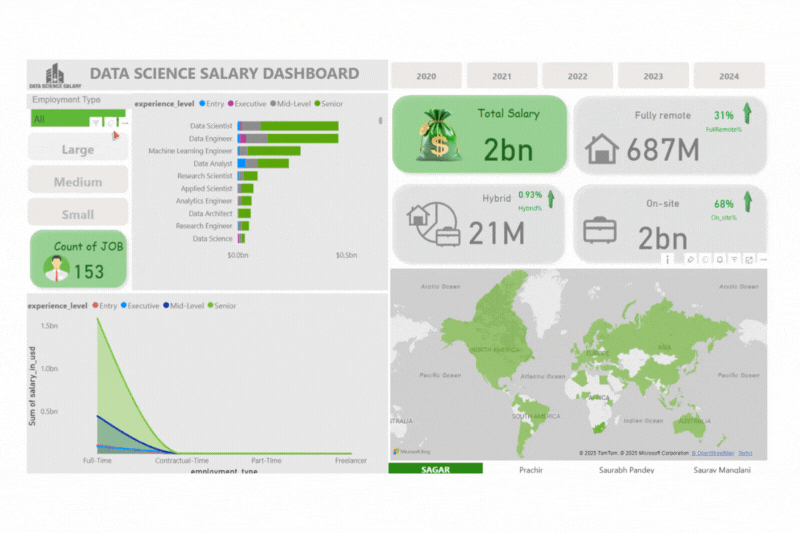 DATA SCIENCE SALARY
DATA SCIENCE SALARY DASHBOARD
2020
2021
2022
2023
2024
Employment Type
All
Large
Medium
Small
Count of JOB
153
experience_level Entry Executive Mid-Level Senior
Data Scientist
Data Engineer
Machine Learning Engineer
Data Analyst
Research Scientist
Applied Scientist
Analytics Engineer
Data Architect
Research Engineer
Data Science
$0.0bn
$0.5bn
Total Salary
2bn
Fully remote
31%
FullRemote%
687M
Hybrid
0.93%
Hybrid%
21M
On-site
68%
On_site%
2bn
experience_level Entry Executive Mid-Level Senior
Sum of salary_in_usd
1.5bn
1.0bn
0.5bn
Full-Time
Contractual-Time
Part-Time
Freelancer
employment_type
Arctic Ocean
Arctic Ocean
NORTH AMERICA
EUROPE
ASIA
Pacific Ocean
Atlantic Ocean
Pacific Ocean
AFRICA
SOUTH AMERICA
Indian Ocean
TRALIA
AUSTRALIA
Microsoft Bing
© 2025 TomTom, © 2025 Microsoft Corporation © OpenStreetMap Terms
SAGAR
Prachir
Saurabh Pandey
Saurav Manglani